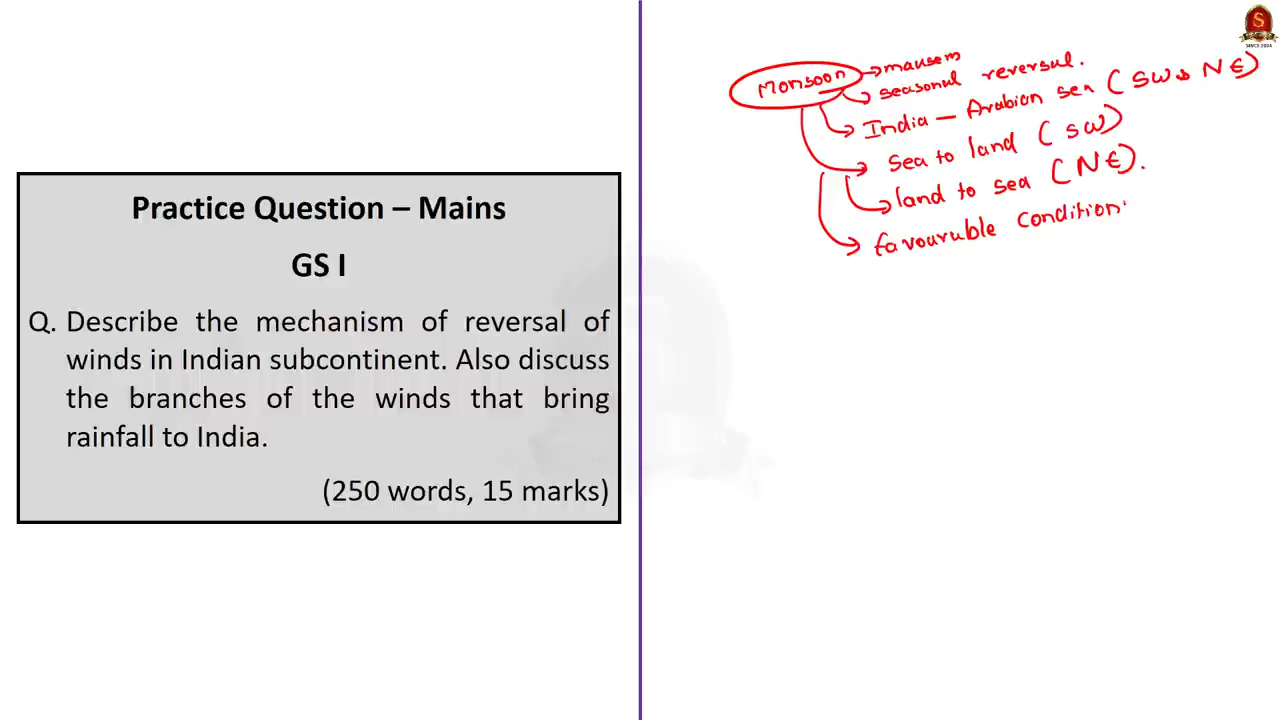 Practice Question – Mains
GS I
Q. Describe the mechanism of reversal of
winds in Indian subcontinent. Also discuss
the branches of the winds that bring
rainfall to India.
(250 words, 15 marks)
S
SINCE 2004
Monsoon → mausem
seasonal reversal.
India – Arabian sea ( SW & NE)
Sea to land ( SW)
land to sea (NE).
favourable condition